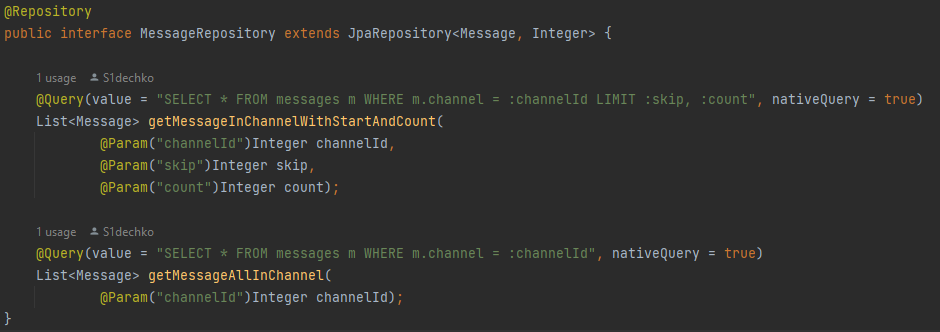 @Repository
public interface MessageRepository extends JpaRepository<Message, Integer> {
1 usage S1dechko
@Query(value = "SELECT * FROM messages m WHERE m.channel = :channelId LIMIT :skip, :count", nativeQuery = true)
List<Message> getMessageInChannelWithStartAndCount(
@Param("channelId")Integer channelId,
@Param("skip")Integer skip,
@Param("count")Integer count);
1 usage S1dechko
@Query(value = "SELECT * FROM messages m WHERE m.channel = :channelId", nativeQuery = true)
List<Message> getMessageAllInChannel(
@Param("channelId")Integer channelId);
}